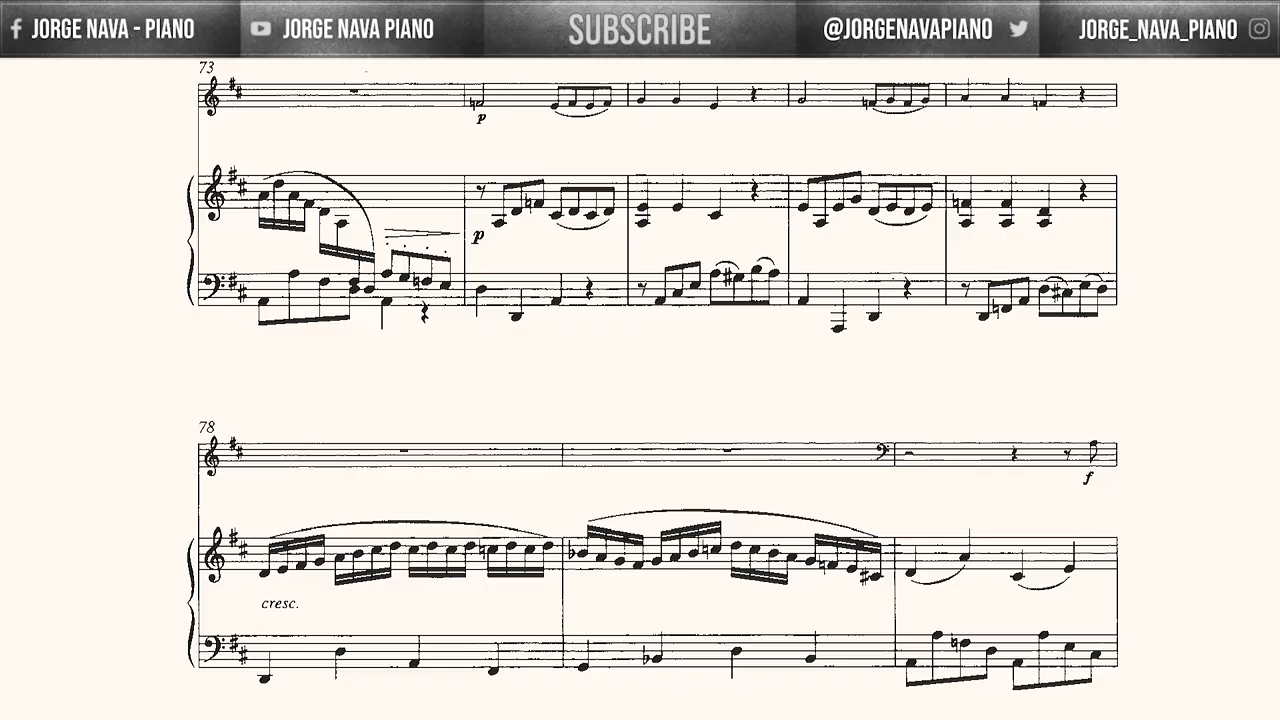 JORGE NAVA - PIANO
JORGE NAVA PIANO
SUBSCRIBE
@JORGENAVAPIANO
JORGE_NAVA_PIANO
73
p
p
78
f
cresc.